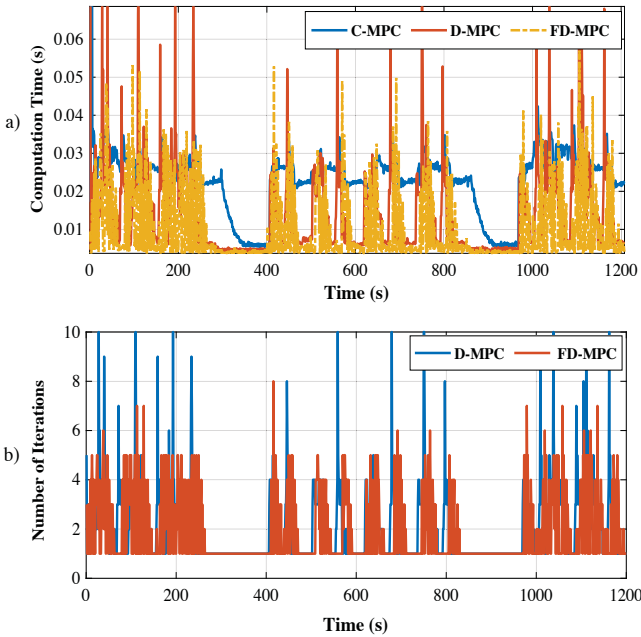 C-MPC D-MPC FD-MPC
0.06
0.05
0.04
0.03
0.02
0.01
Computation Time (s)
a)
0 200 400 600 800 1000 1200
Time (s)
D-MPC FD-MPC
10
8
6
4
2
0
Number of Iterations
b)
0 200 400 600 800 1000 1200
Time (s)